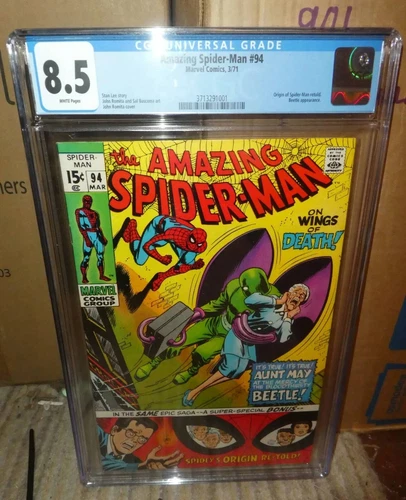 CGC UNIVERSAL GRADE
8.5
WHITE Pages
Amazing Spider-Man #94
Marvel Comics, 3/71
Stan Lee story
John Romita and Sal Buscema art
John Romita cover
Origin of Spider-Man retold.
Beetle appearance.
3713291001
SPIDER-
MAN
15¢ 94
MAR
MARVEL
COMICS
GROUP
the AMAZING
SPIDER-MAN
APPROVED
BY THE
COMICS
CODE
AUTHORITY
ON
WINGS
OF
DEATH!
IT'S TRUE! IT'S TRUE!
AUNT MAY
AT THE MERCY OF
THE BLOODTHIRSTY
BEETLE!
IN THE SAME EPIC SAGA--A SUPER-SPECIAL BONUS--
SPIDEY'S ORIGIN RE-TOLD!